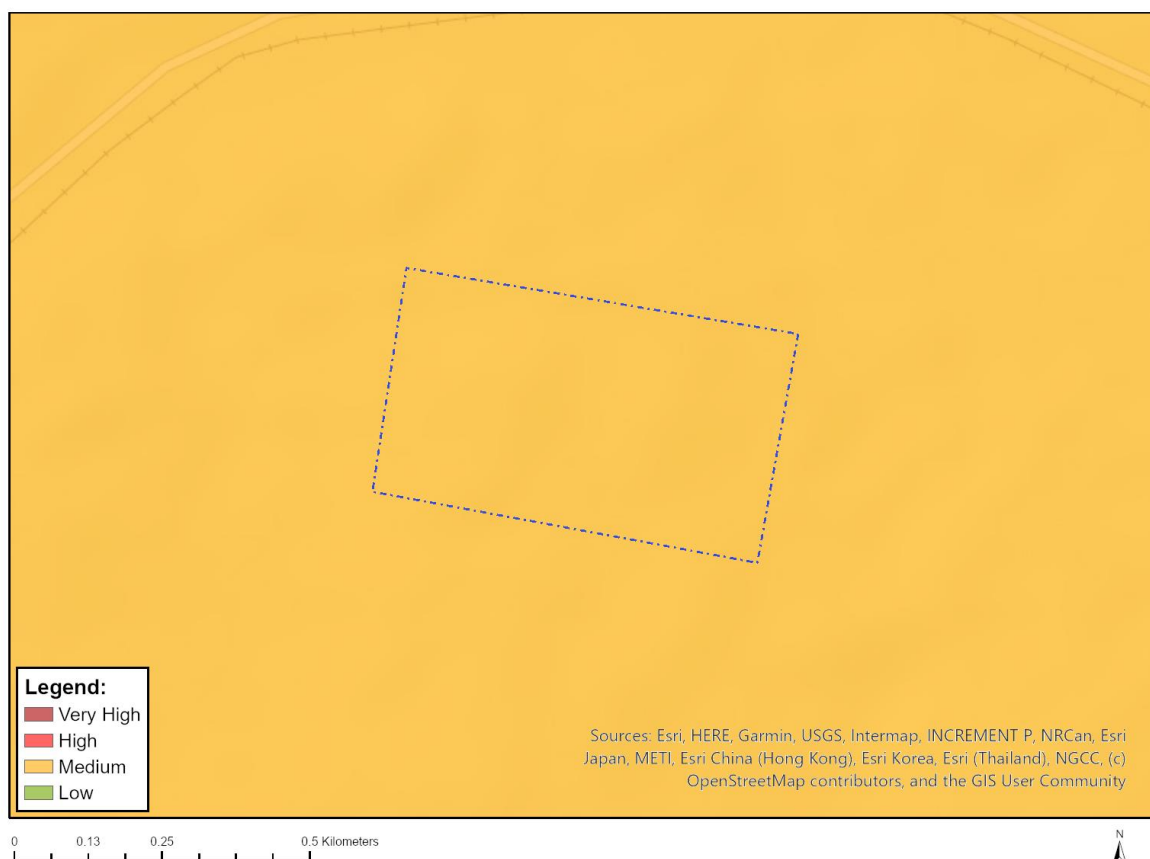 Legend:
Very High
High
Medium
Low
Sources: Esri, HERE, Garmin, USGS, Intermap, INCREMENT P, NRCan, Esri
Japan, METI, Esri China (Hong Kong), Esri Korea, Esri (Thailand), NGCC, (c)
OpenStreetMap contributors, and the GIS User Community
0 0.13 0.25 0.5 Kilometers
N